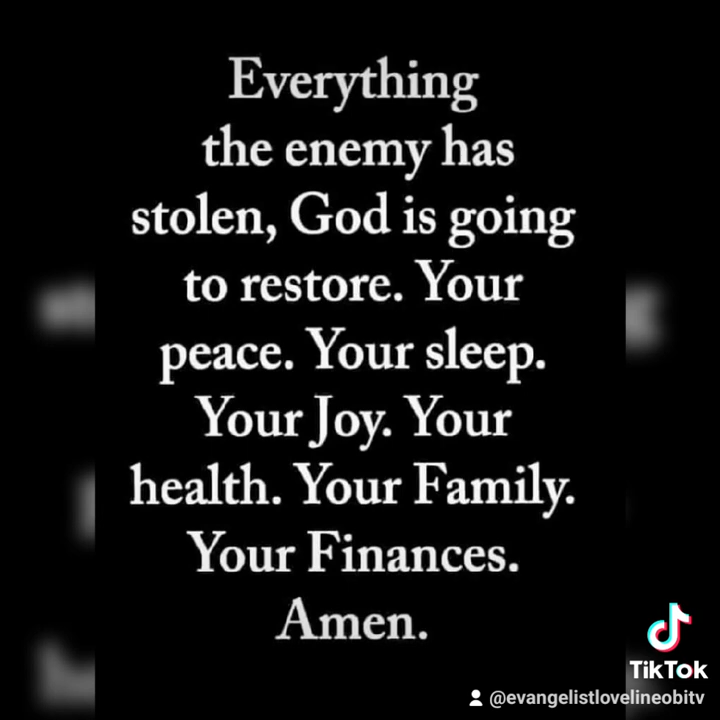 Everything
the enemy has
stolen, God is going
to restore. Your
peace. Your sleep.
Your Joy. Your
health. Your Family.
Your Finances.
Amen.
TikTok
@evangelistlovelineobitv